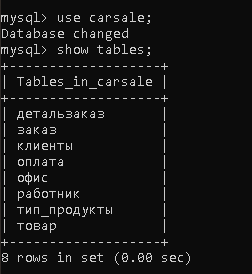 mysql> use carsale;
Database changed
mysql> show tables;
+-------------------+
| Tables_in_carsale |
+-------------------+
| детальзаказ
| заказ
| клиенты
| оплата
| офис
| работник
| тип_продукты
| товар
+-------------------+
8 rows in set (0.00 sec)